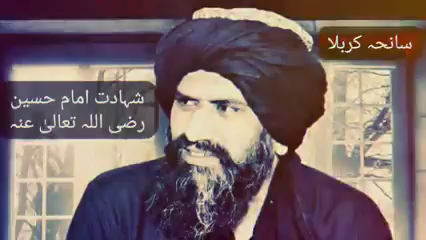 سانحہ کربلا
شہادت امام حسین
رضی اللہ تعالیٰ عنہ